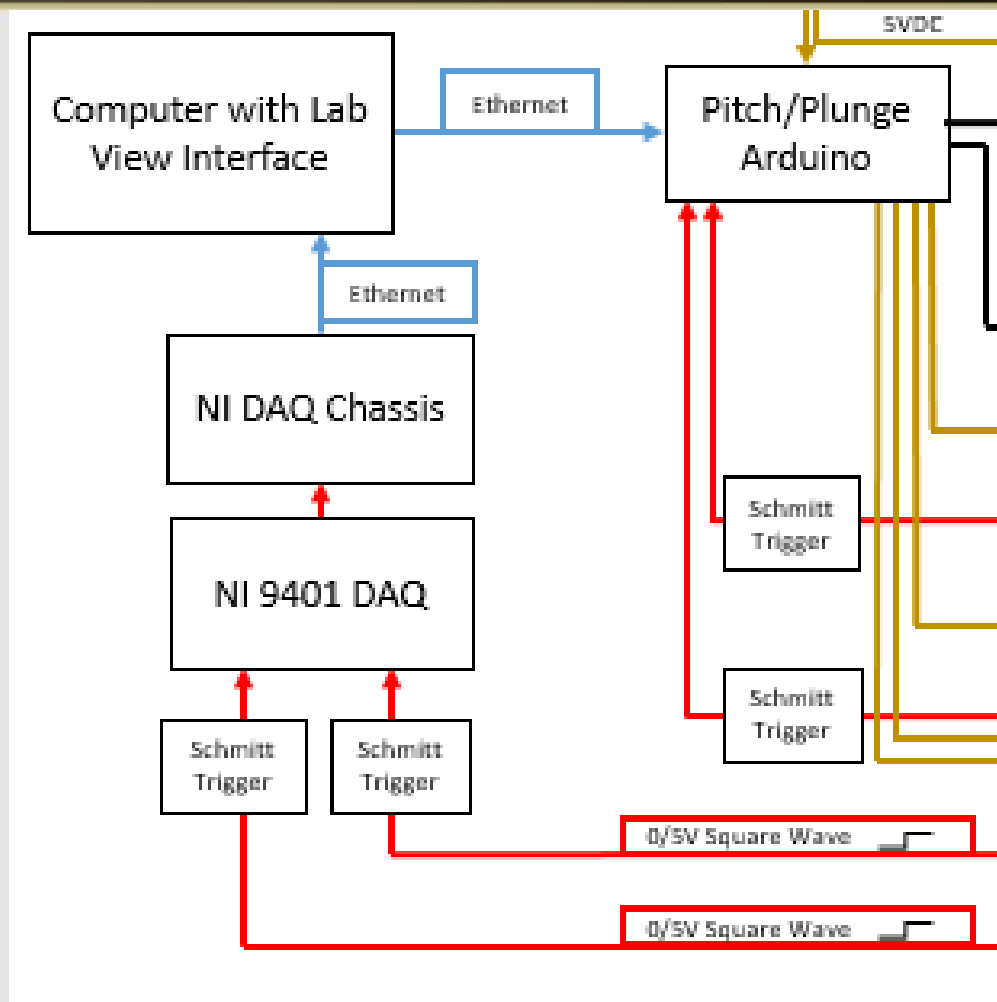 5VDC
Computer with Lab
View Interface
Ethernet
Pitch/Plunge
Arduino
Ethernet
NI DAQ Chassis
Schmitt
Trigger
NI 9401 DAQ
Schmitt
Trigger
Schmitt
Trigger
Schmitt
Trigger
0/5V Square Wave
0/5V Square Wave